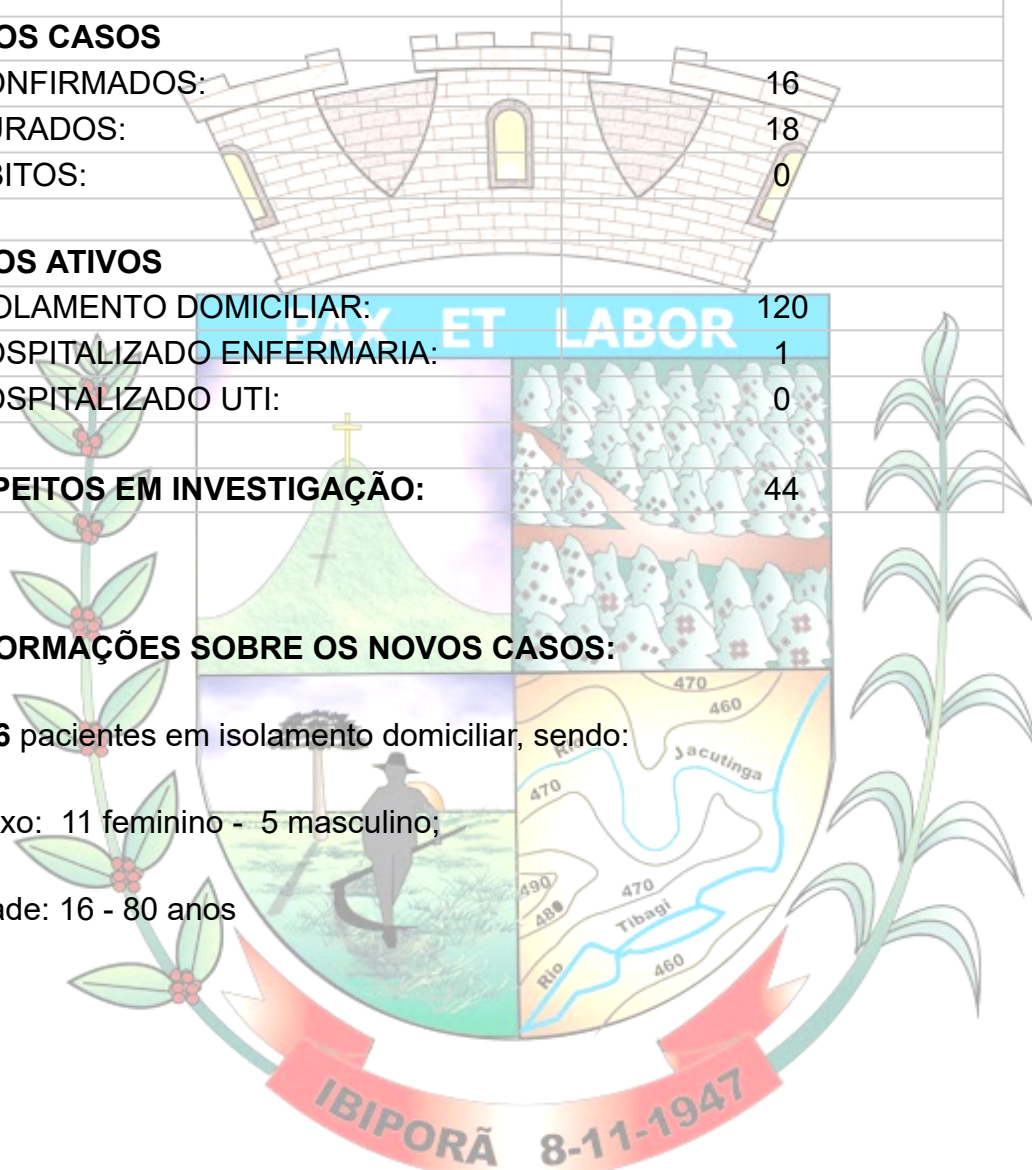 OS CASOS
ONFIRMADOS: 16
URADOS: 18
BITOS: 0
OS ATIVOS
OLAMENTO DOMICILIAR: 120
PAX ET LABOR
OSPITALIZADO ENFERMARIA: 1
OSPITALIZADO UTI: 0
PEITOS EM INVESTIGAÇÃO: 44
ORMAÇÕES SOBRE OS NOVOS CASOS:
470
460
6 pacientes em isolamento domiciliar, sendo:
Rio Jacutinga
470
xo: 11 feminino - 5 masculino;
490
470
480
Tibagi
ade: 16 - 80 anos
460
Rio
IBIPORÃ 8-11-1947